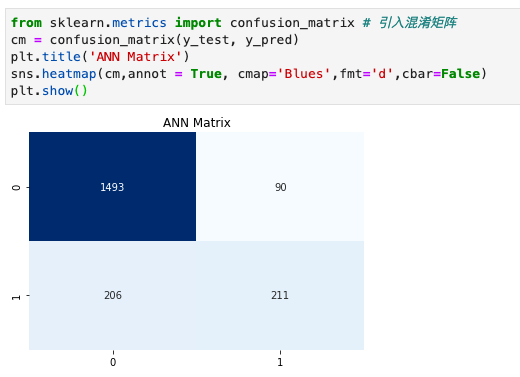 from sklearn.metrics import confusion_matrix # 引入混淆矩阵
cm = confusion_matrix(y_test, y_pred)
plt.title('ANN Matrix')
sns.heatmap(cm,annot = True, cmap='Blues',fmt='d',cbar=False)
plt.show()
ANN Matrix
0 1493 90
1 206 211
0 1